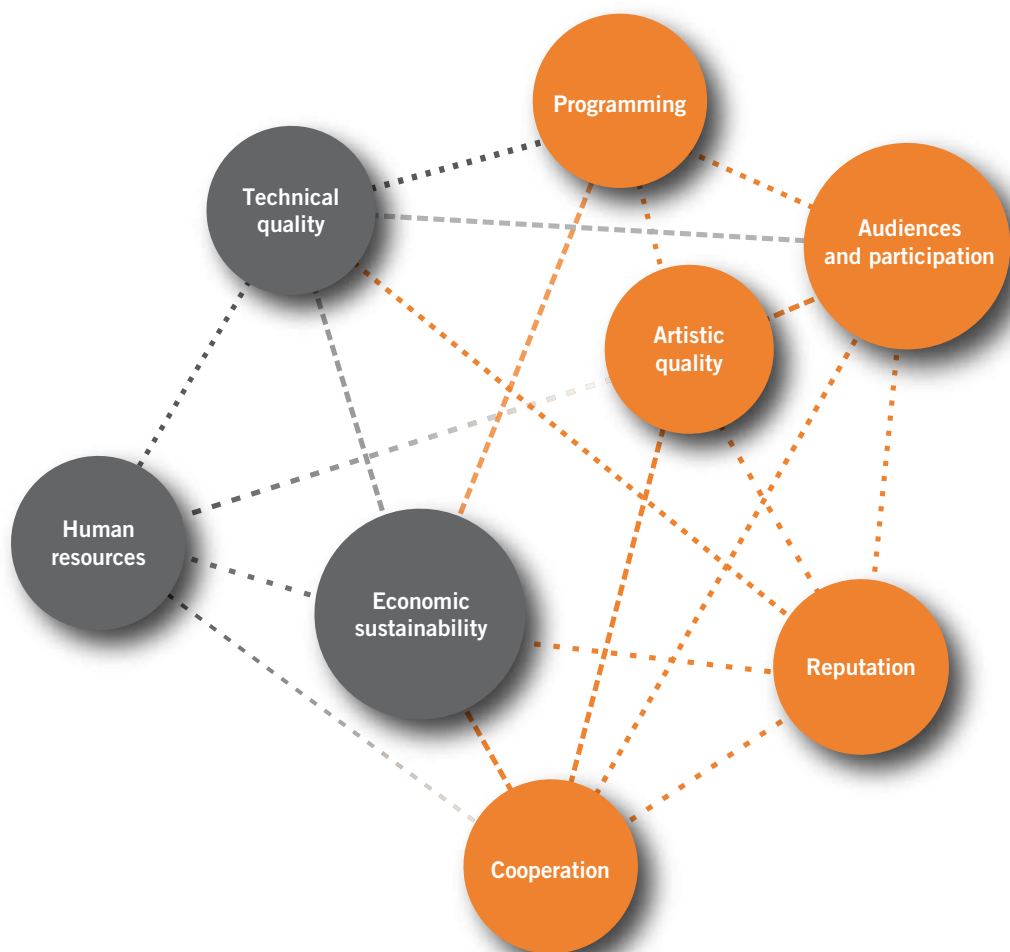 Programming
Technical
quality
Audiences
and participation
Artistic
quality
Human
resources
Economic
sustainability
Reputation
Cooperation